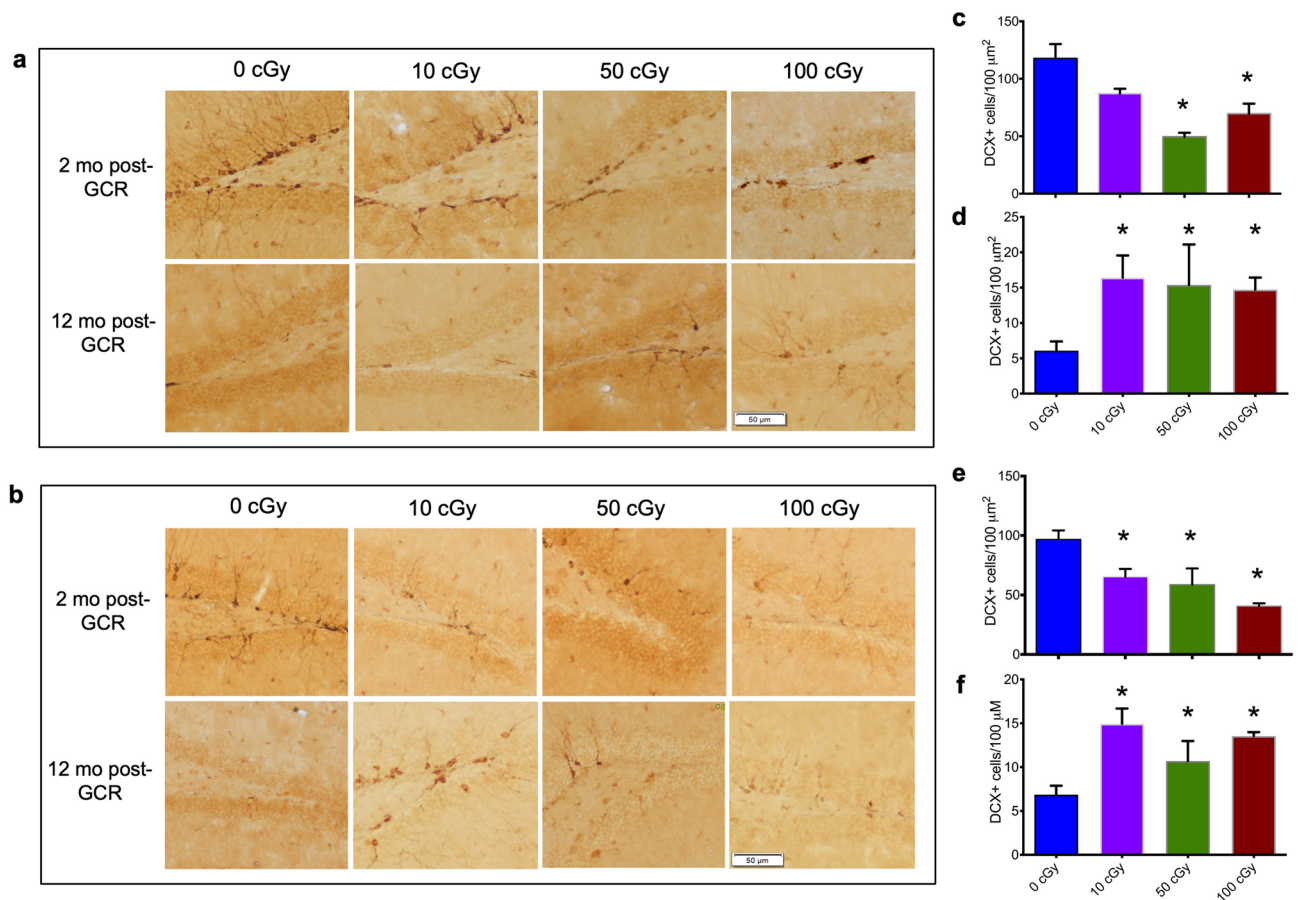 a
0 cGy 10 cGy 50 cGy 100 cGy
2 mo post-
GCR
12 mo post-
GCR
50 µm
b
0 cGy 10 cGy 50 cGy 100 cGy
2 mo post-
GCR
12 mo post-
GCR
50 µm
c
DCX+ cells/100 µm2
150
100
50
0
*
*
d
DCX+ cells/100 µm2
25
20
15
10
5
0
* * *
0 cGy 10 cGy 50 cGy 100 cGy
e
DCX+ cells/100 µm2
150
100
50
0
* * *
f
DCX+ cells/100 µM
20
15
10
5
0
* * *
0 cGy 10 cGy 50 cGy 100 cGy